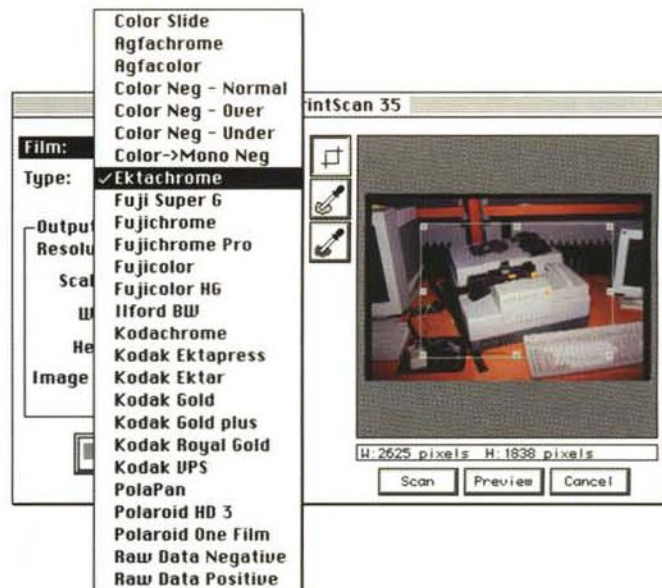 Color Slide
Agfachrome
Agfacolor
Color Neg - Normal
Color Neg - Over
Color Neg - Under
Color->Mono Neg
✓Ektachrome
Fuji Super G
Fujichrome
Fujichrome Pro
Fujicolor
Fujicolor HG
Ilford BW
Kodachrome
Kodak Ektapress
Kodak Ektar
Kodak Gold
Kodak Gold plus
Kodak Royal Gold
Kodak VPS
PolaPan
Polaroid HD 3
Polaroid One Film
Raw Data Negative
Raw Data Positive
rintScan 35
Film:
Type:
Output
Resolu
Scal
W
He
Image
W:2625 pixels H:1838 pixels
Scan
Preview
Cancel